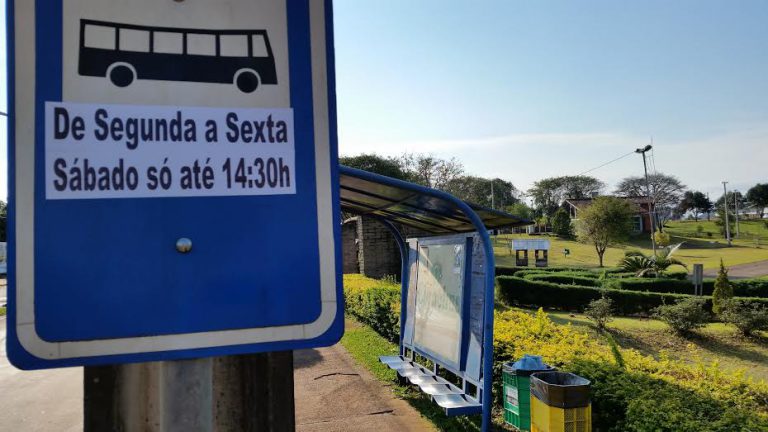 De Segunda a Sexta
Sábado só até 14:30h